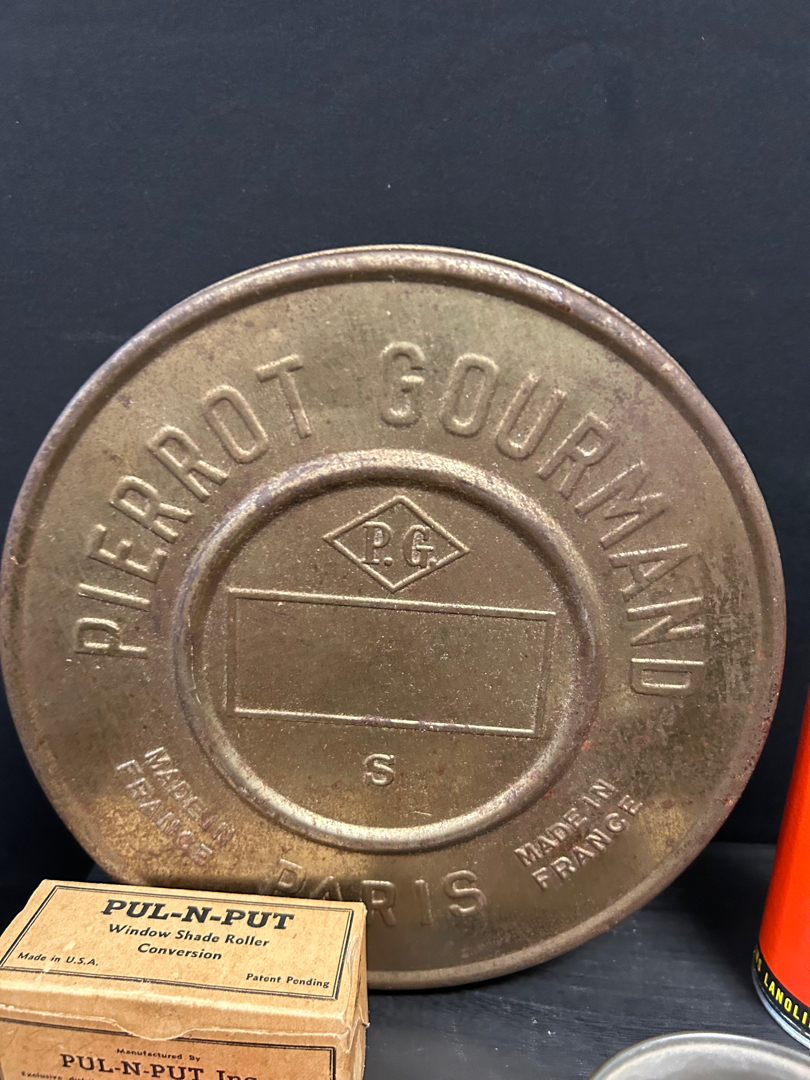 PIERROT GOURMAND
P. G.
S
MADE IN
FRANCE
MADE IN
FRANCE
PARIS
PUL-N-PUT
Window Shade Roller
Conversion
Made in U.S.A.
Patent Pending
Manufactured By
PUL-N-PUT Inc.
LANOLI